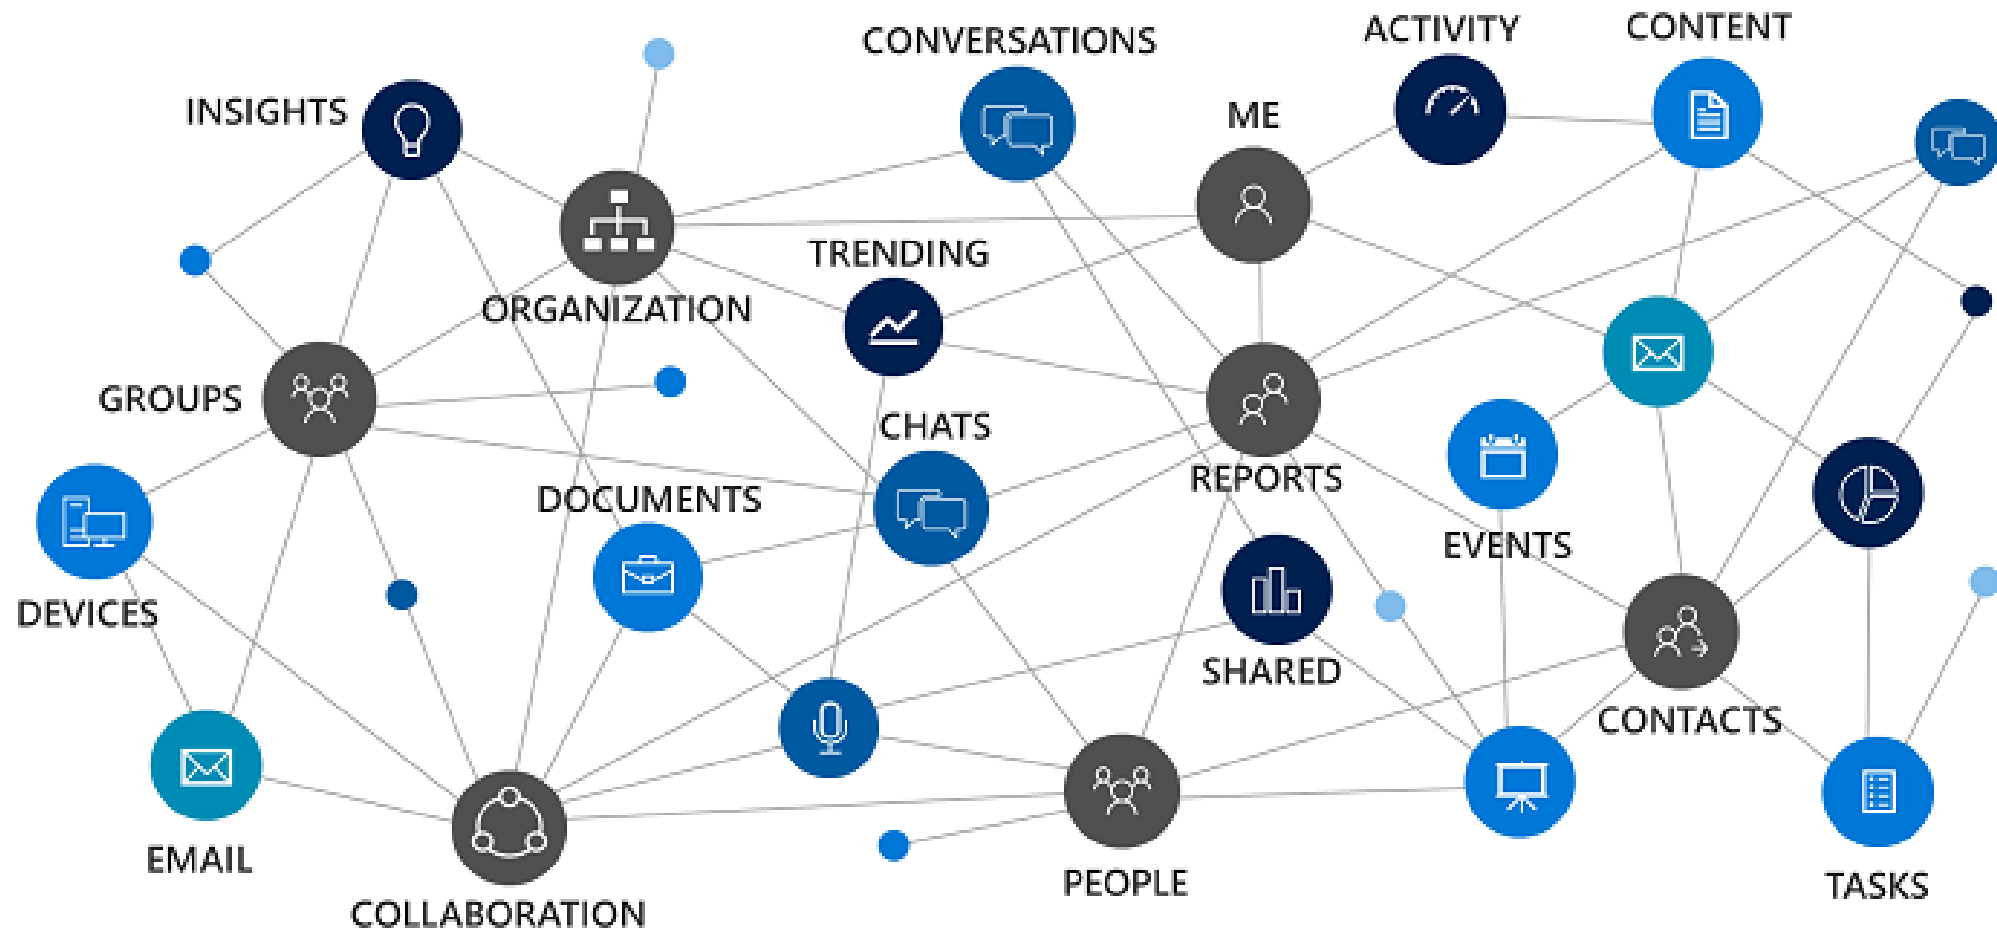 CONVERSATIONS
ACTIVITY
CONTENT
INSIGHTS
ME
TRENDING
ORGANIZATION
GROUPS
CHATS
REPORTS
DOCUMENTS
EVENTS
DEVICES
SHARED
CONTACTS
EMAIL
PEOPLE
TASKS
COLLABORATION